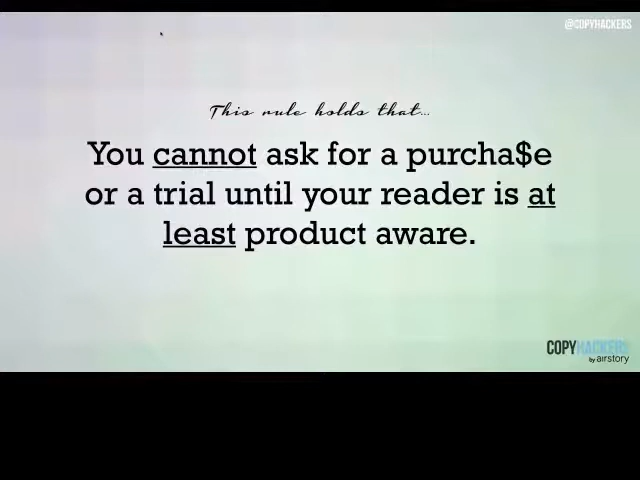 @COPYHACKERS
This rule holds that...
You cannot ask for a purcha$e
or a trial until your reader is at
least product aware.
COPYHACKERS
by airstory